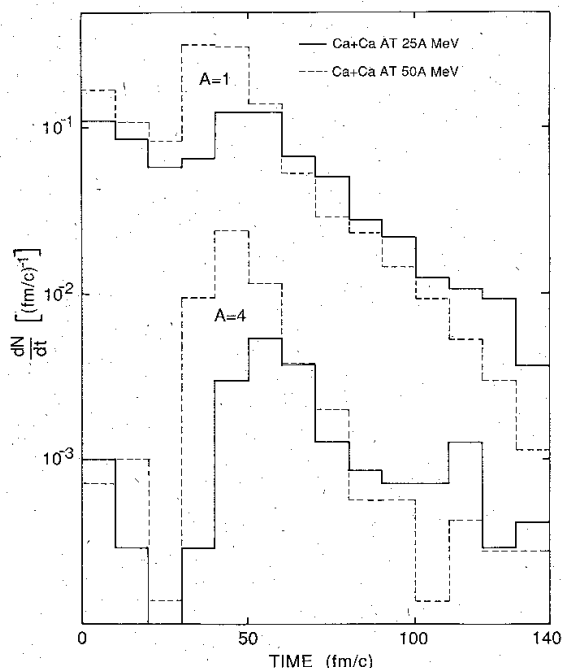 Ca+Ca AT 25A MeV
Ca+Ca AT 50A MeV
A=1
10⁻¹
10⁻²
A=4
dN/dt [(fm/c)⁻¹]
10⁻³
0 50 100 140
TIME (fm/c)